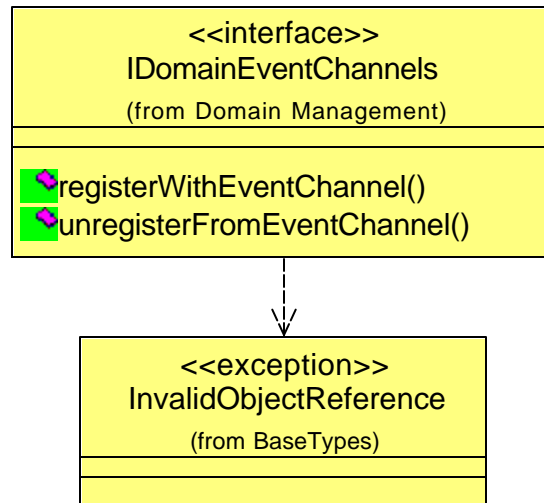 <<interface>>
IDomainEventChannels
(from Domain Management)
registerWithEventChannel()
unregisterFromEventChannel()
<<exception>>
InvalidObjectReference
(from BaseTypes)